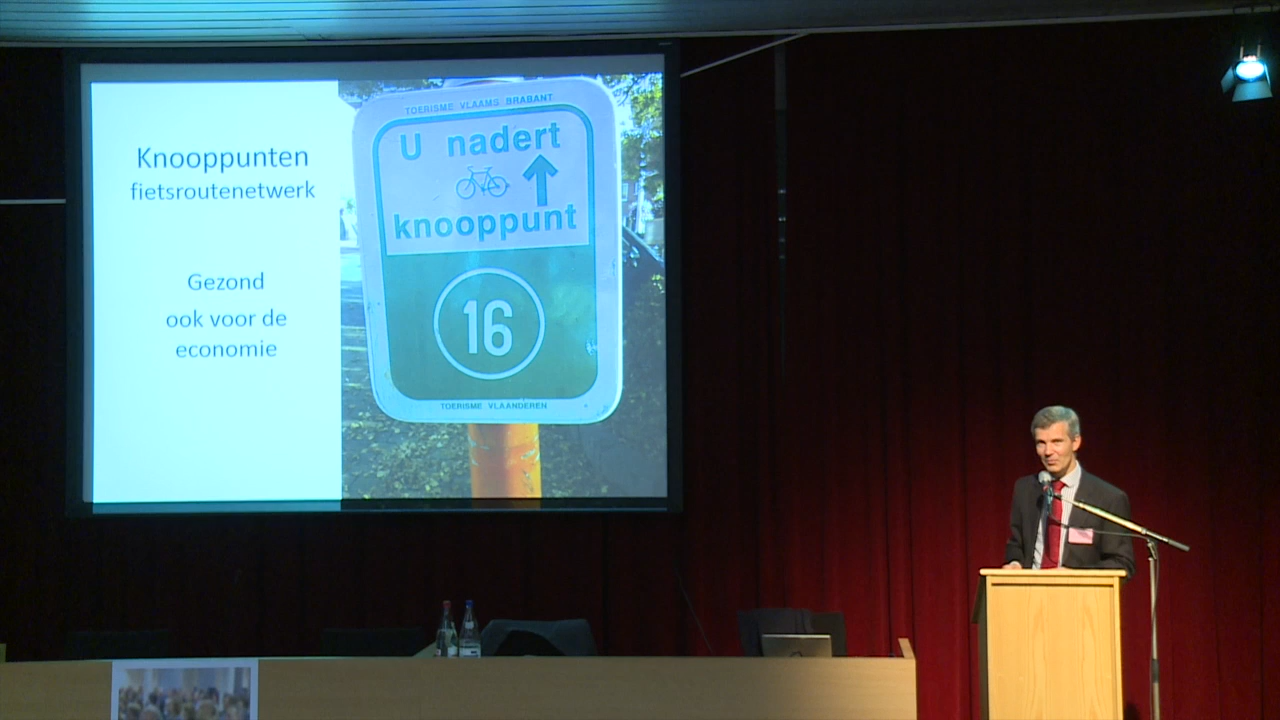 Knooppunten
fietsroutenetwerk
Gezond
ook voor de
economie
TOERISME VLAAMS BRABANT
U nadert
knooppunt
16
TOERISME VLAANDEREN